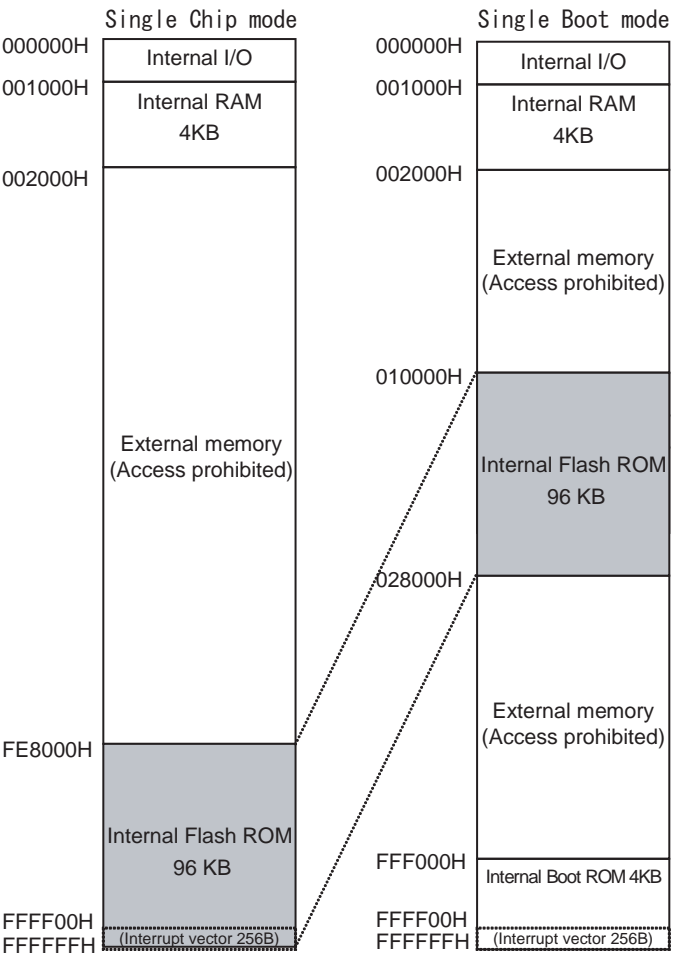 Single Chip mode
000000H
Internal I/O
001000H
Internal RAM
4KB
002000H
External memory
(Access prohibited)
FE8000H
Internal Flash ROM
96 KB
FFFF00H
(Interrupt vector 256B)
FFFFFFH
Single Boot mode
000000H
Internal I/O
001000H
Internal RAM
4KB
002000H
External memory
(Access prohibited)
010000H
Internal Flash ROM
96 KB
028000H
External memory
(Access prohibited)
FFF000H
Internal Boot ROM 4KB
FFFF00H
FFFFFFH
(Interrupt vector 256B)